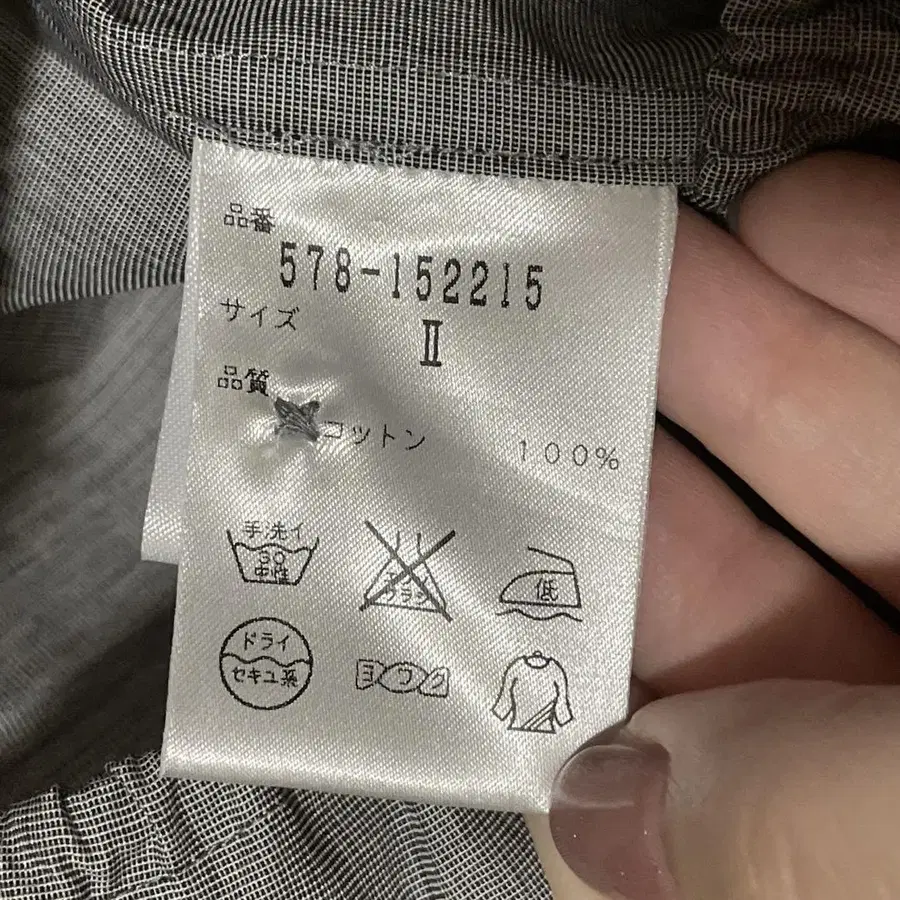 品番
578-152215
サイズ
Ⅱ
品質
コットン 100%
手洗イ
30
中性
低
ドライ
セキユ系
ヨワク